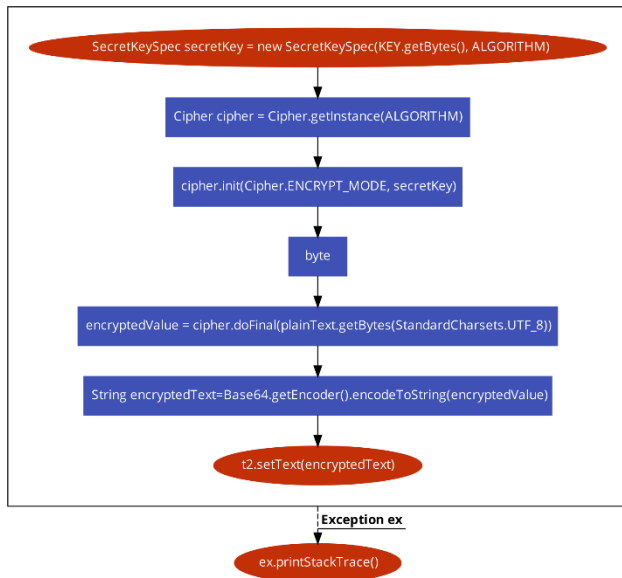 SecretKeySpec secretKey = new SecretKeySpec(KEY.getBytes(), ALGORITHM)
Cipher cipher = Cipher.getInstance(ALGORITHM)
cipher.init(Cipher.ENCRYPT_MODE, secretKey)
byte
encryptedValue = cipher.doFinal(plainText.getBytes(StandardCharsets.UTF_8))
String encryptedText=Base64.getEncoder().encodeToString(encryptedValue)
t2.setText(encryptedText)
Exception ex
ex.printStackTrace()